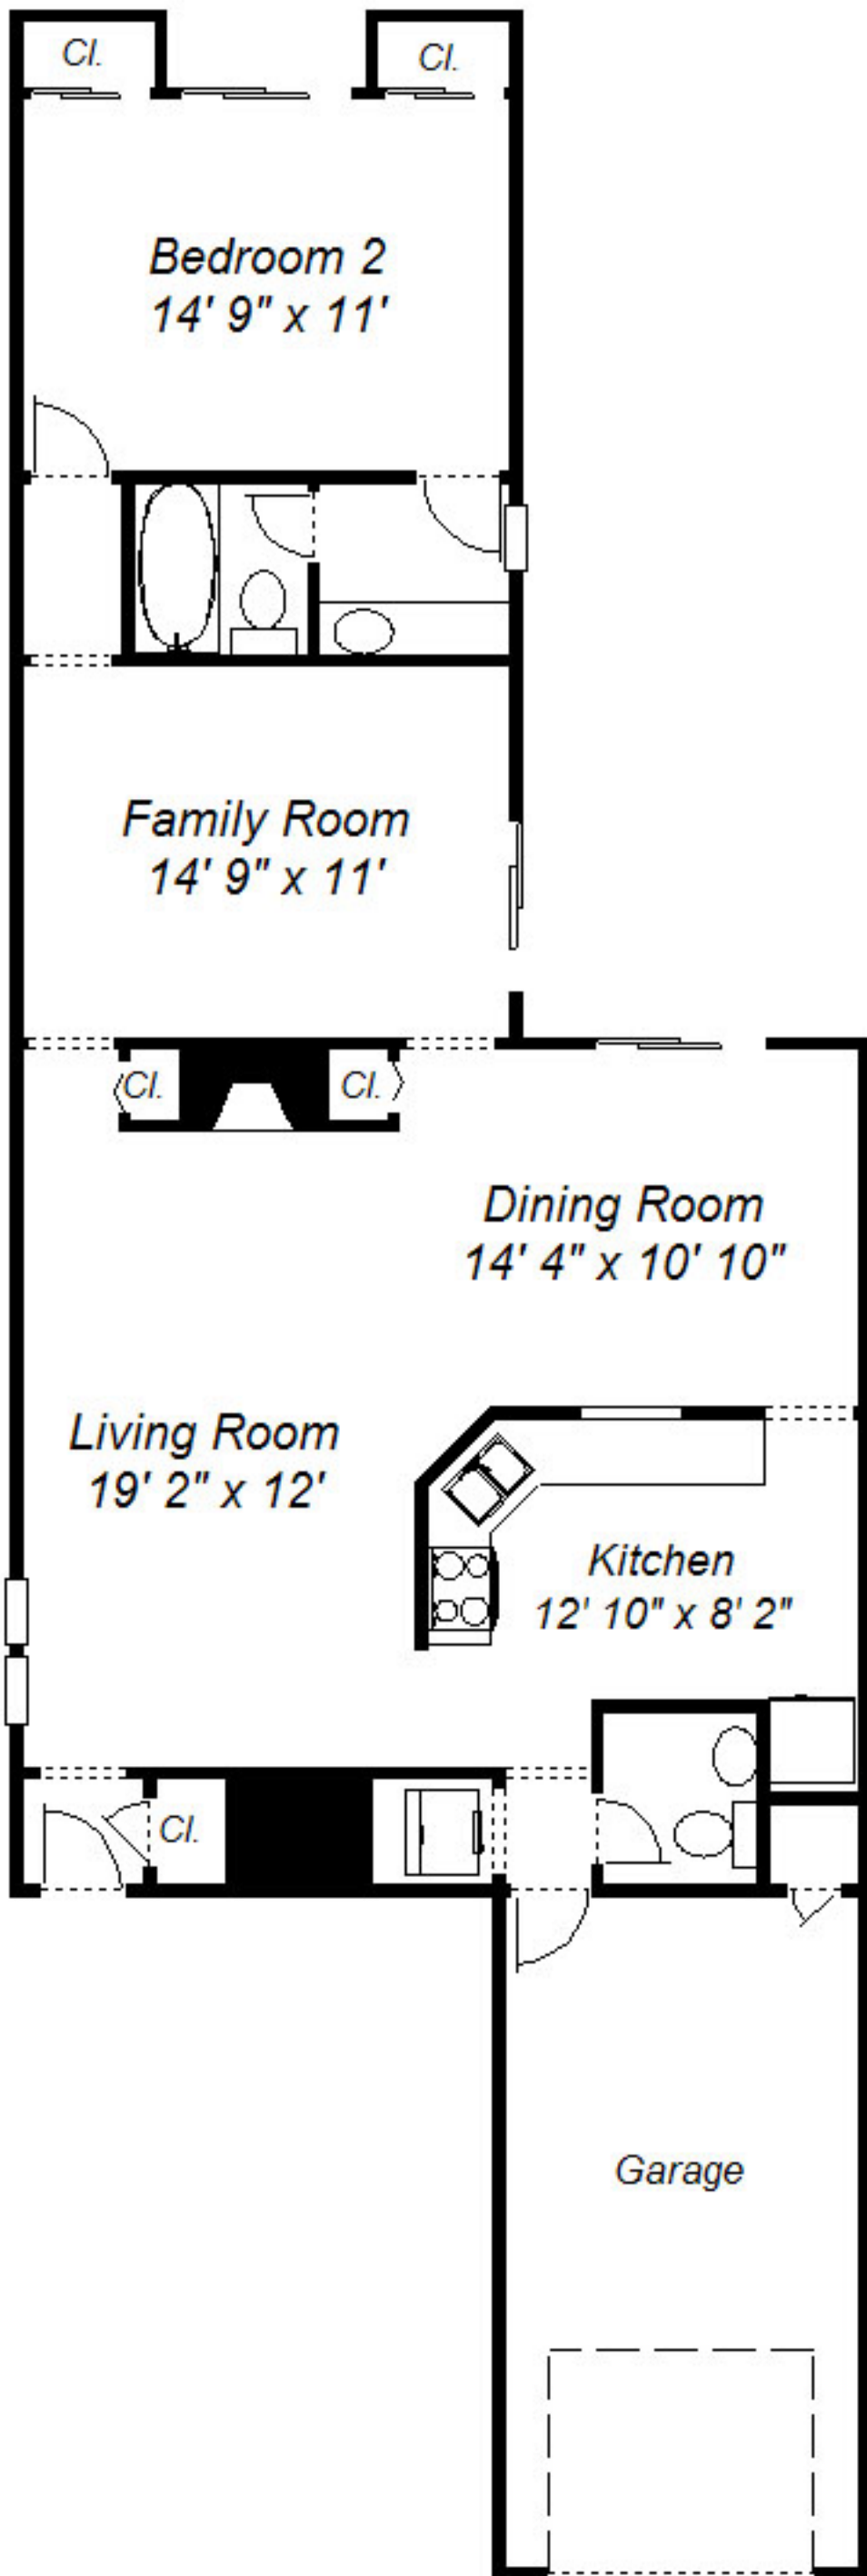 Cl.
Cl.
Bedroom 2
14' 9" x 11'
Family Room
14' 9" x 11'
Cl.
Cl.
Dining Room
14' 4" x 10' 10"
Living Room
19' 2" x 12'
Kitchen
12' 10" x 8' 2"
Cl.
Garage